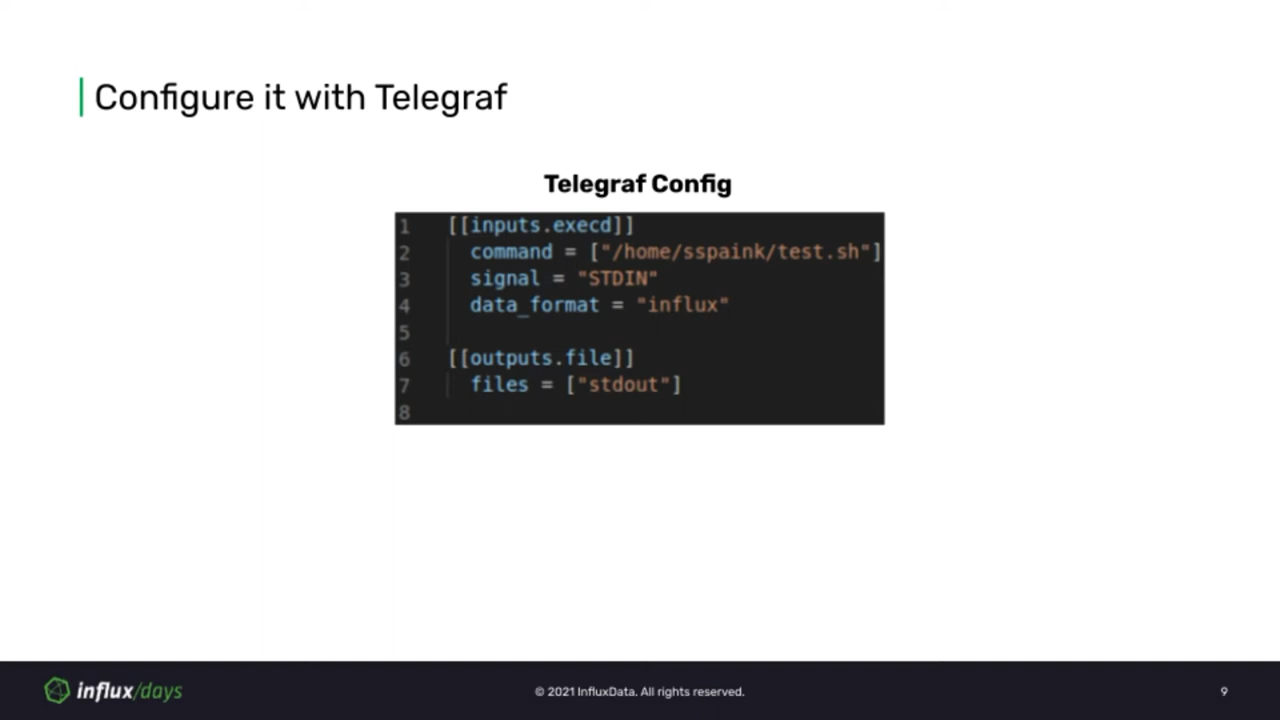 Configure it with Telegraf
Telegraf Config
1 [[inputs.execd]]
2 command = ["/home/sspaink/test.sh"]
3 signal = "STDIN"
4 data_format = "influx"
5
6 [[outputs.file]]
7 files = ["stdout"]
8
influx/days
© 2021 InfluxData. All rights reserved.
9